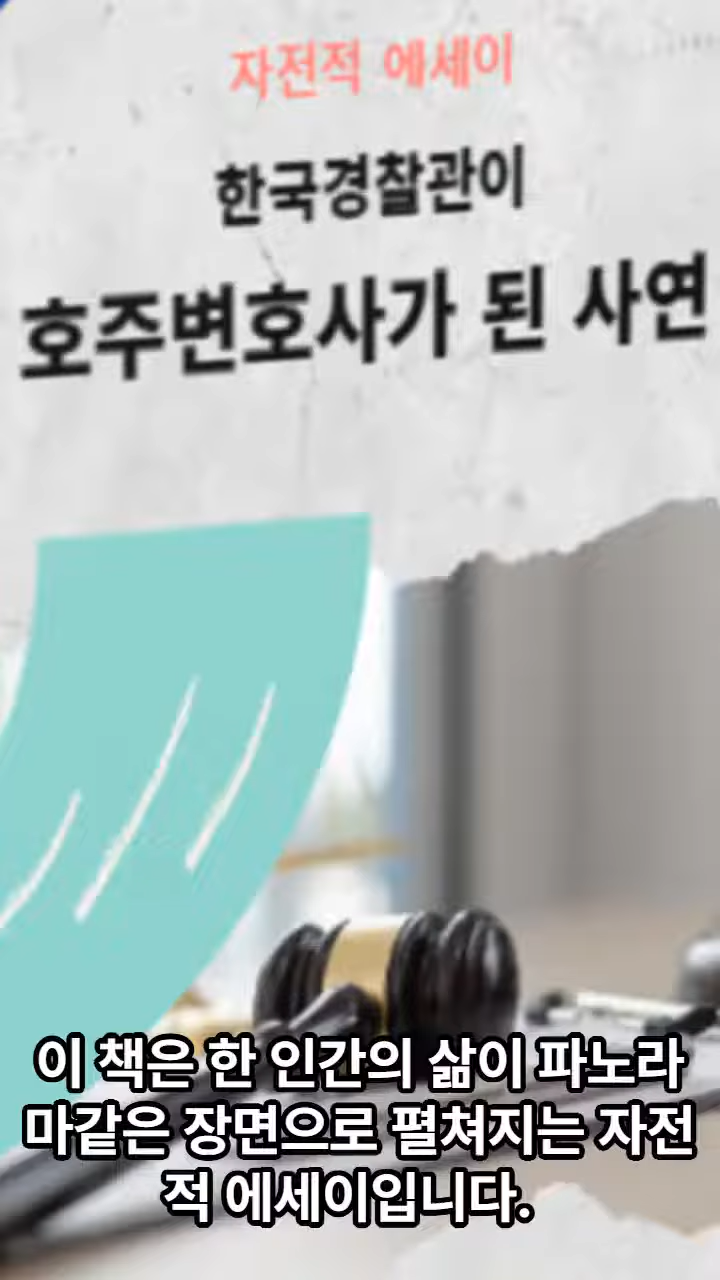 자전적 에세이
한국경찰관이
호주변호사가 된 사연
이 책은 한 인간의 삶이 파노라
마같은 장면으로 펼쳐지는 자전
적 에세이입니다.